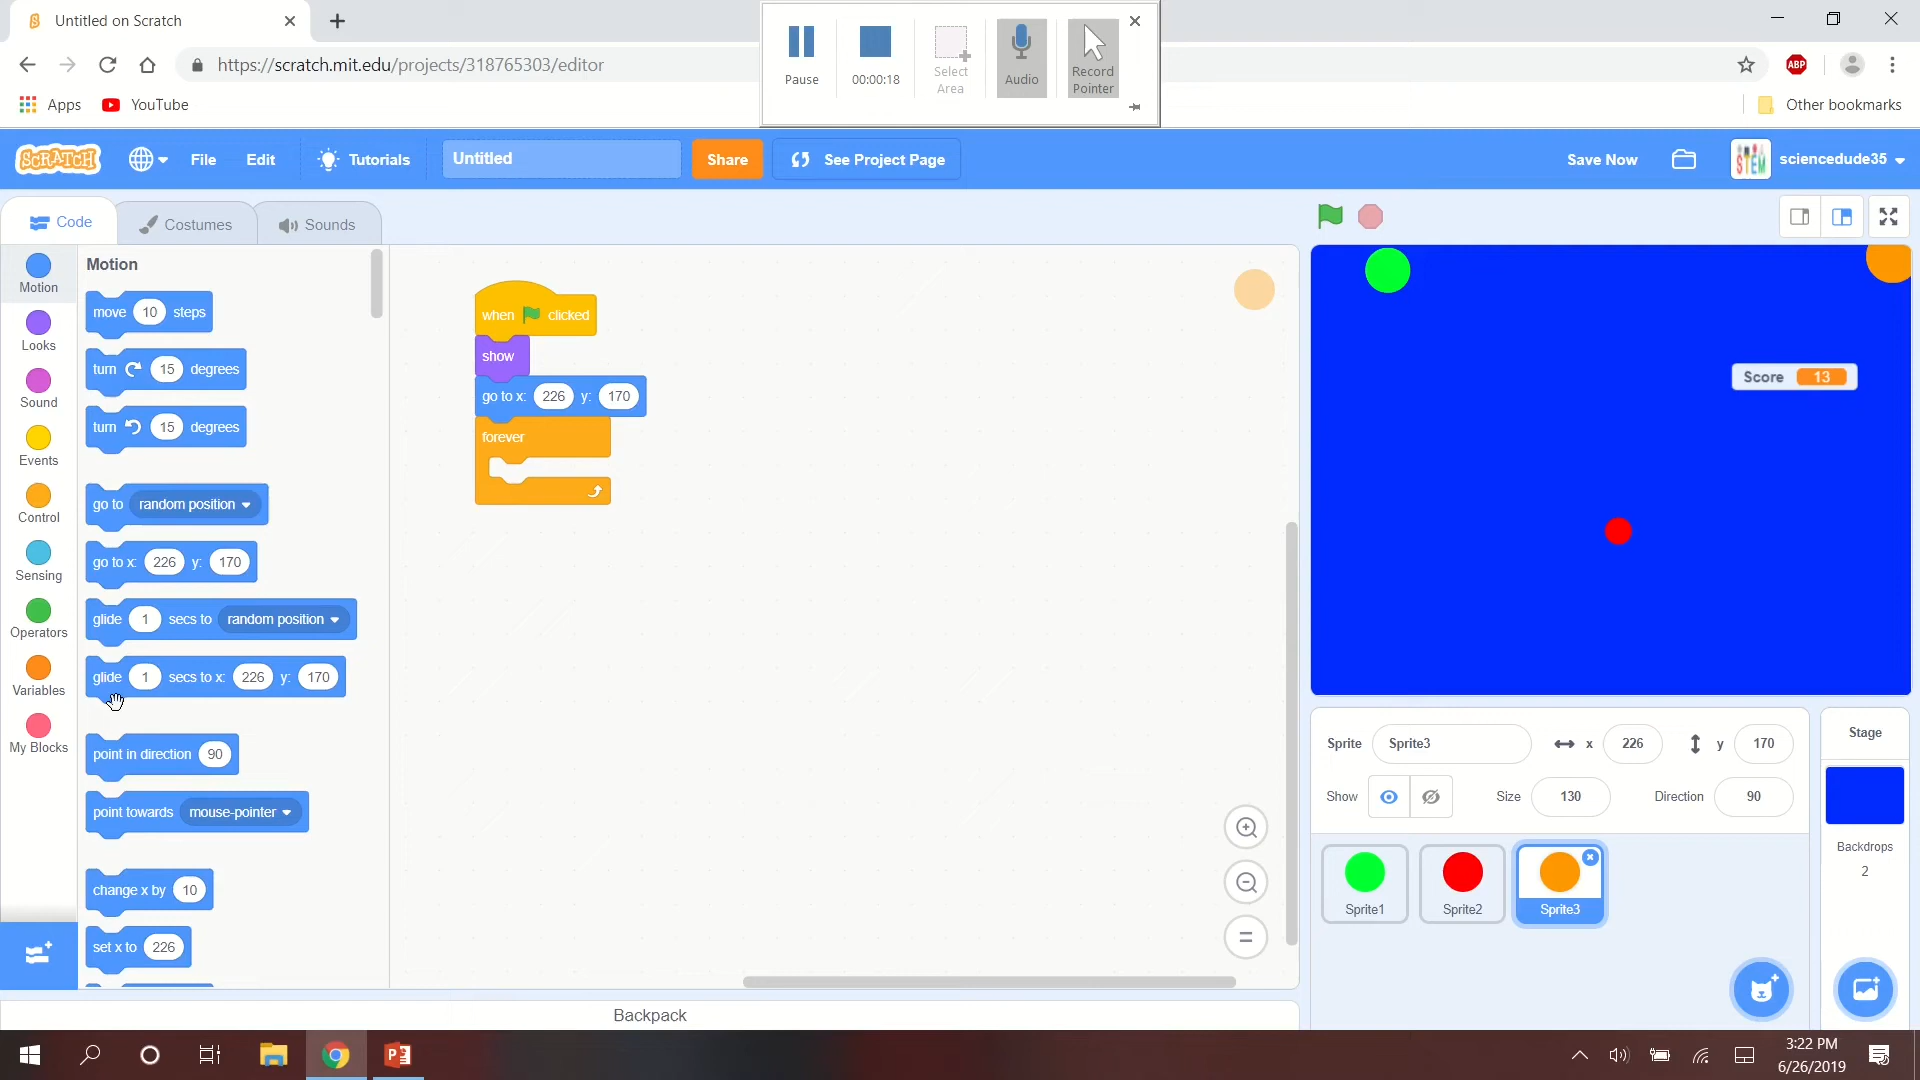 Untitled on Scratch
Pause
00:00:18
Select
Area
Audio
Record
Pointer
https://scratch.mit.edu/projects/318765303/editor
ABP
Apps
YouTube
Other bookmarks
SCRATCH
File
Edit
Tutorials
Untitled
Share
See Project Page
Save Now
STEM
sciencedude35
Code
Costumes
Sounds
Motion
Looks
Sound
Events
Control
Sensing
Operators
Variables
My Blocks
Motion
move 10 steps
turn 15 degrees
turn 15 degrees
go to random position
go to x: 226 y: 170
glide 1 secs to random position
glide 1 secs to x: 226 y: 170
point in direction 90
point towards mouse-pointer
change x by 10
set x to 226
when clicked
show
go to x: 226 y: 170
forever
Score 13
Sprite Sprite3 x 226 y 170
Show Size 130 Direction 90
Sprite1
Sprite2
Sprite3
Stage
Backdrops
2
Backpack
3:22 PM
6/26/2019